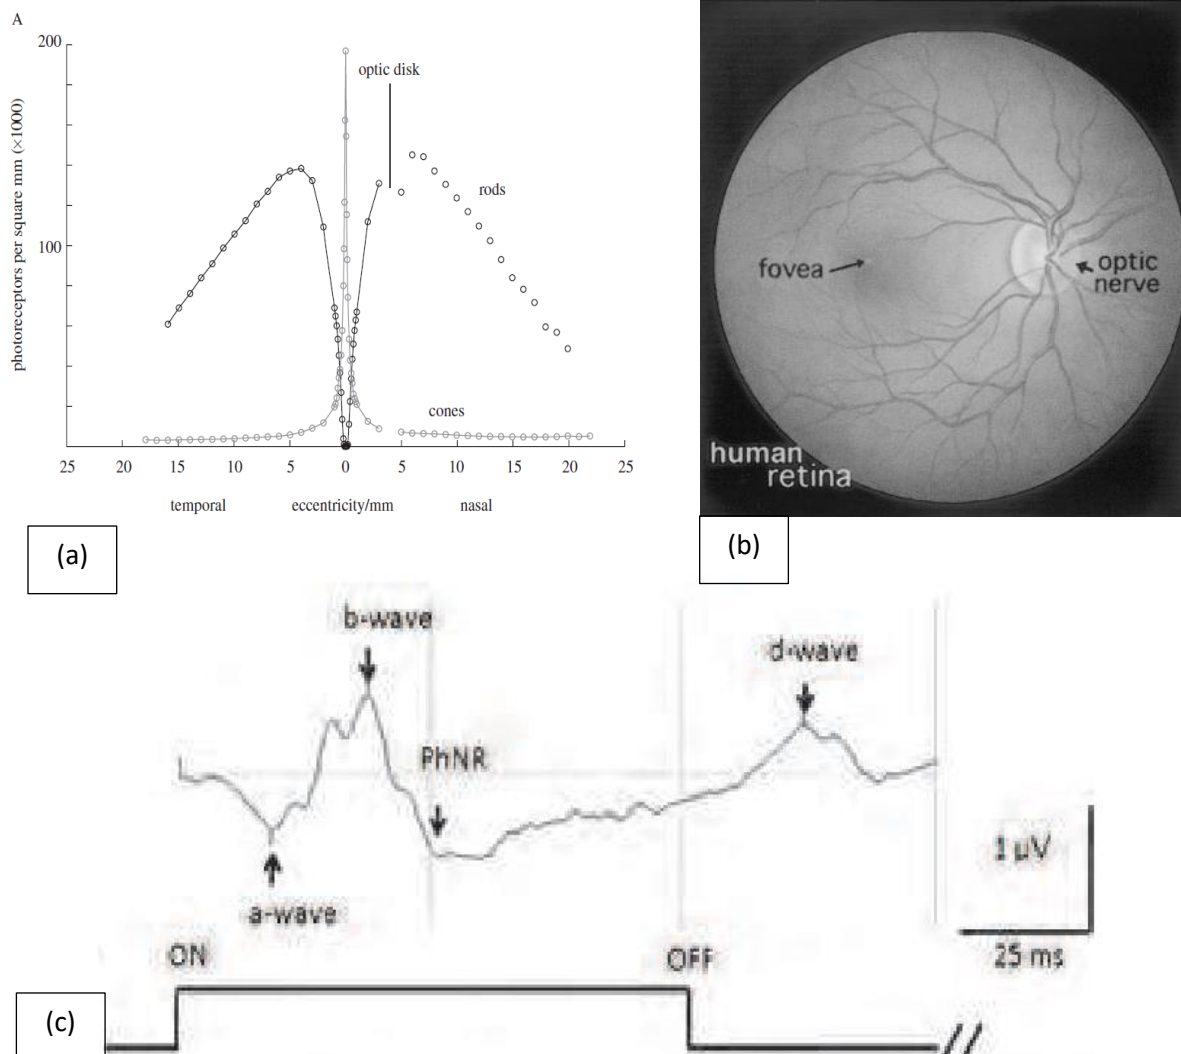 A
200
100
photoreceptors per square mm (×1000)
optic disk
rods
cones
25 20 15 10 5 0 5 10 15 20 25
temporal eccentricity/mm nasal
(a)
fovea
optic
nerve
human
retina
(b)
b-wave
d-wave
PhNR
a-wave
1 µV
25 ms
ON
OFF
(c)